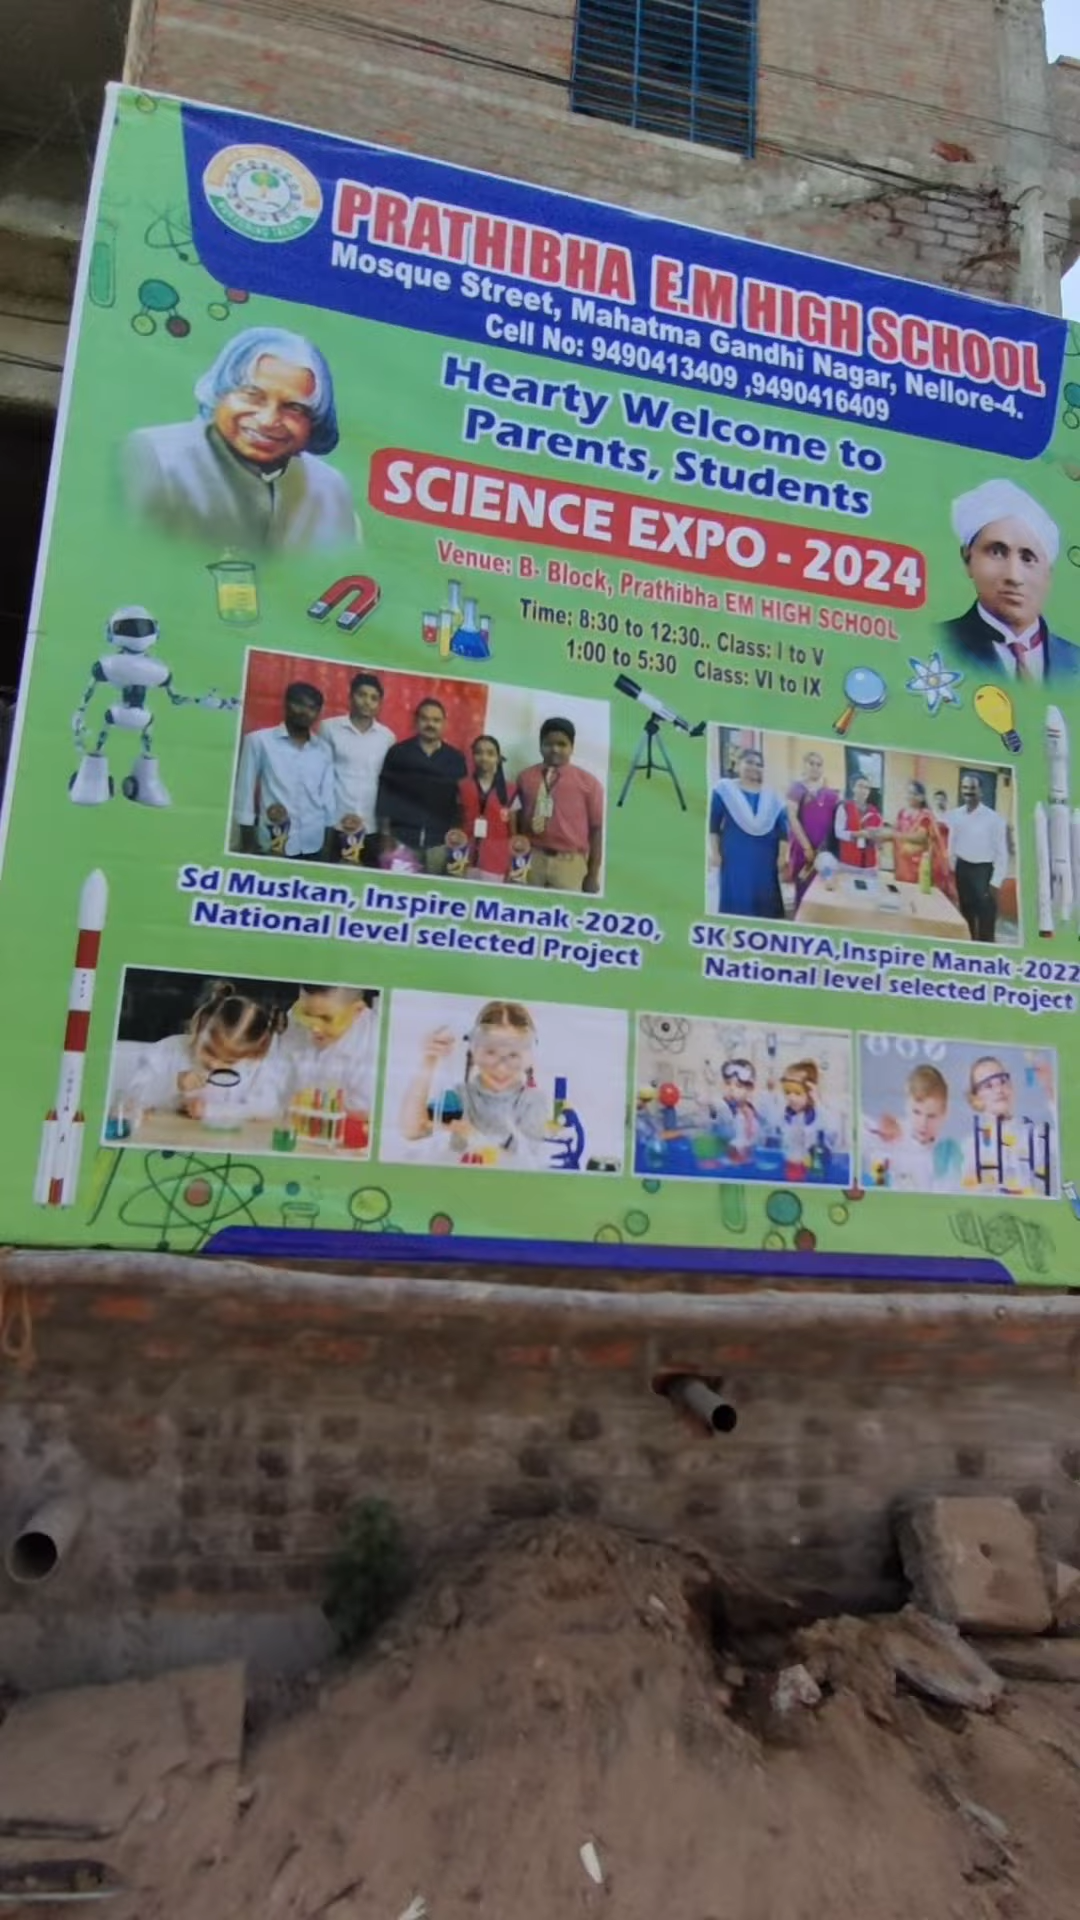 NURTURING TALENT
PRATHIBHA E.M HIGH SCHOOL
Mosque Street, Mahatma Gandhi Nagar, Nellore-4.
Cell No: 9490413409 ,9490416409
Hearty Welcome to
Parents, Students
SCIENCE EXPO - 2024
Venue: B- Block, Prathibha EM HIGH SCHOOL
Time: 8:30 to 12:30.. Class: I to V
1:00 to 5:30 Class: VI to IX
Sd Muskan, Inspire Manak -2020,
National level selected Project
SK SONIYA,Inspire Manak -2022
National level selected Project